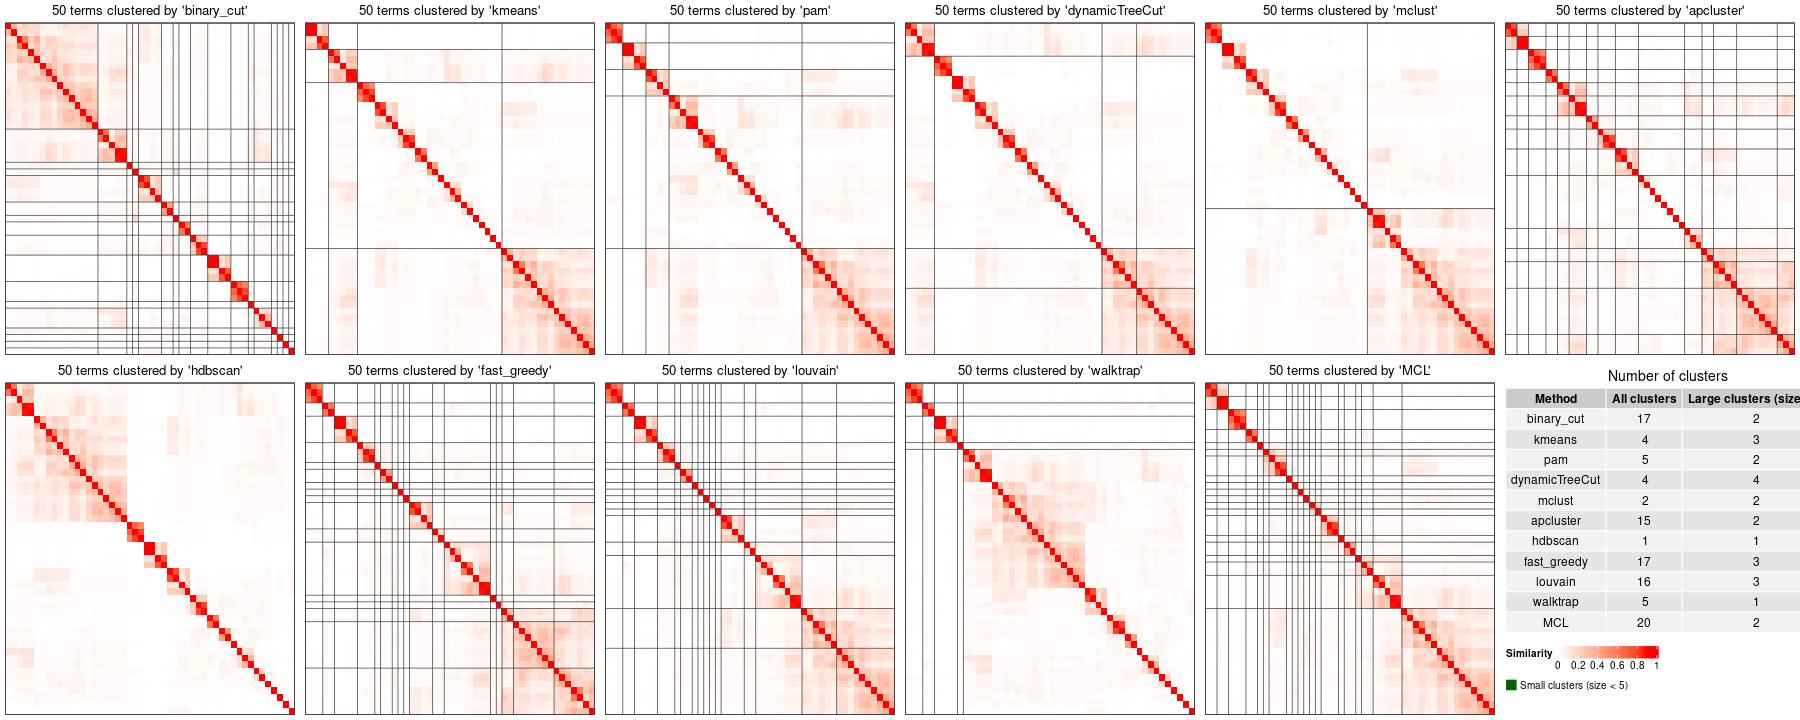 50 terms clustered by 'binary_cut'
50 terms clustered by 'kmeans'
50 terms clustered by 'pam'
50 terms clustered by 'dynamicTreeCut'
50 terms clustered by 'mclust'
50 terms clustered by 'apcluster'
50 terms clustered by 'hdbscan'
50 terms clustered by 'fast_greedy'
50 terms clustered by 'louvain'
50 terms clustered by 'walktrap'
50 terms clustered by 'MCL'
Number of clusters
Method All clusters Large clusters (size
binary_cut 17 2
kmeans 4 3
pam 5 2
dynamicTreeCut 4 4
mclust 2 2
apcluster 15 2
hdbscan 1 1
fast_greedy 17 3
louvain 16 3
walktrap 5 1
MCL 20 2
Similarity
0 0.2 0.4 0.6 0.8 1
Small clusters (size < 5)